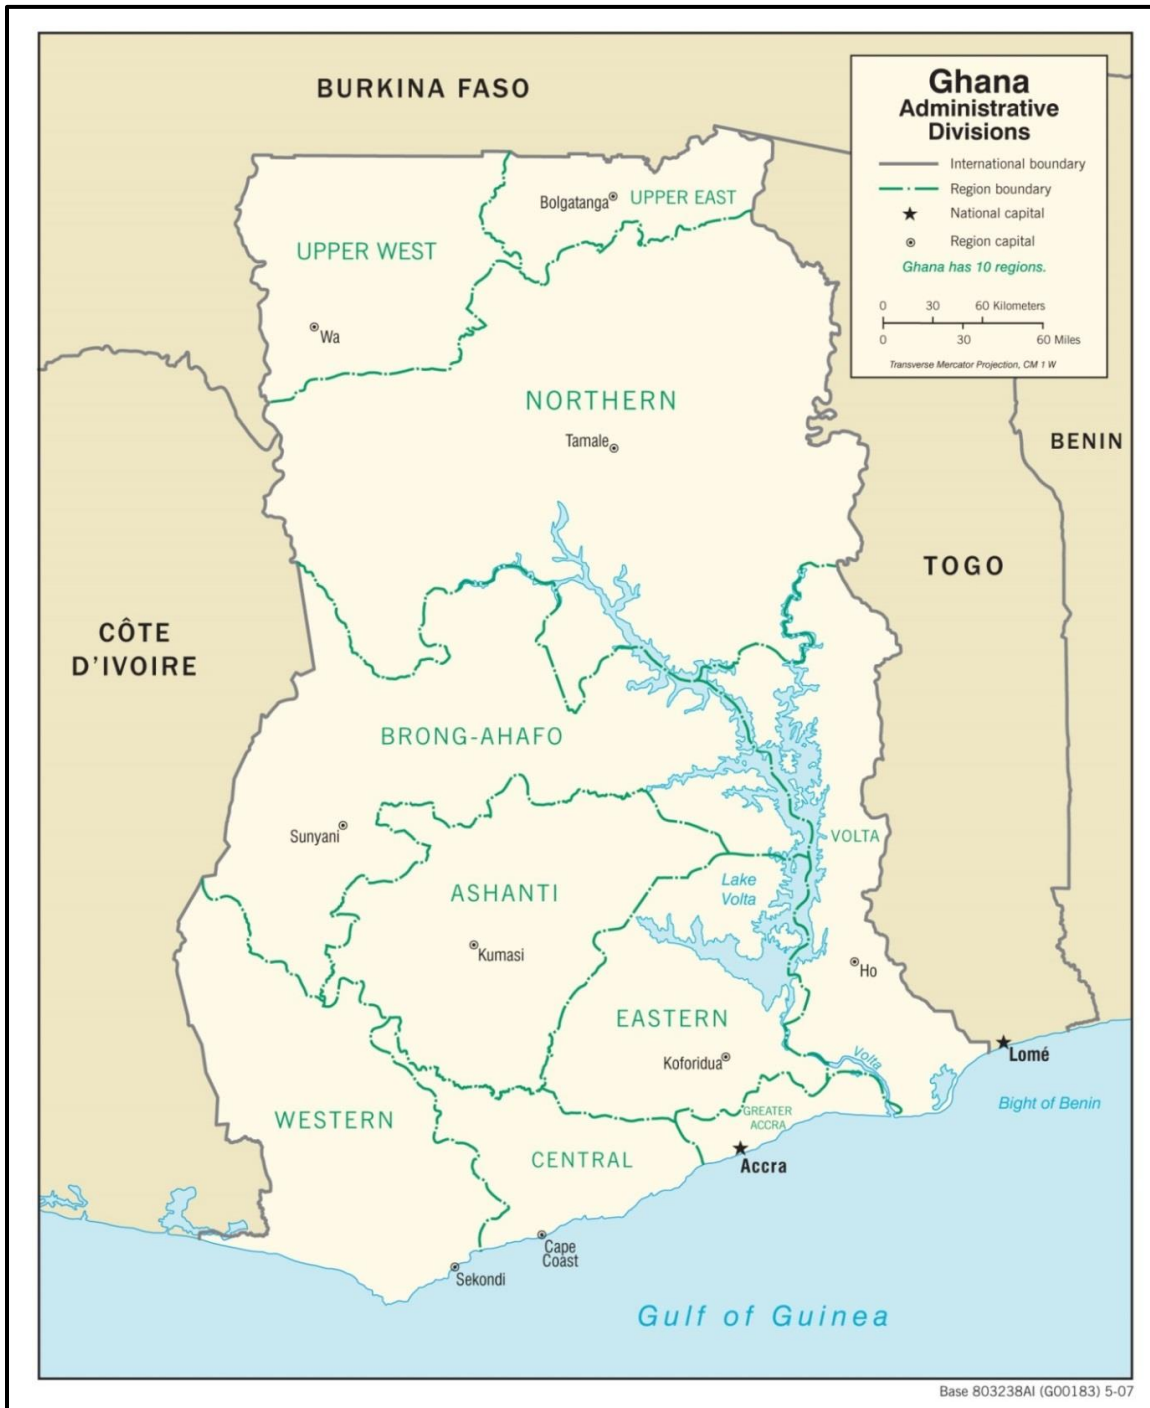 BURKINA FASO
Ghana
Administrative
Divisions
International boundary
Region boundary
National capital
Region capital
Ghana has 10 regions.
0 30 60 Kilometers
0 30 60 Miles
Transverse Mercator Projection, CM 1 W
Bolgatanga
UPPER EAST
UPPER WEST
Wa
NORTHERN
Tamale
BENIN
TOGO
CÔTE
D'IVOIRE
BRONG-AHAFO
Sunyani
VOLTA
Lake
Volta
ASHANTI
Kumasi
Ho
EASTERN
Koforidua
Volta
Lomé
Bight of Benin
WESTERN
GREATER
ACCRA
CENTRAL
Accra
Cape
Coast
Sekondi
Gulf of Guinea
Base 803238AI (G00183) 5-07